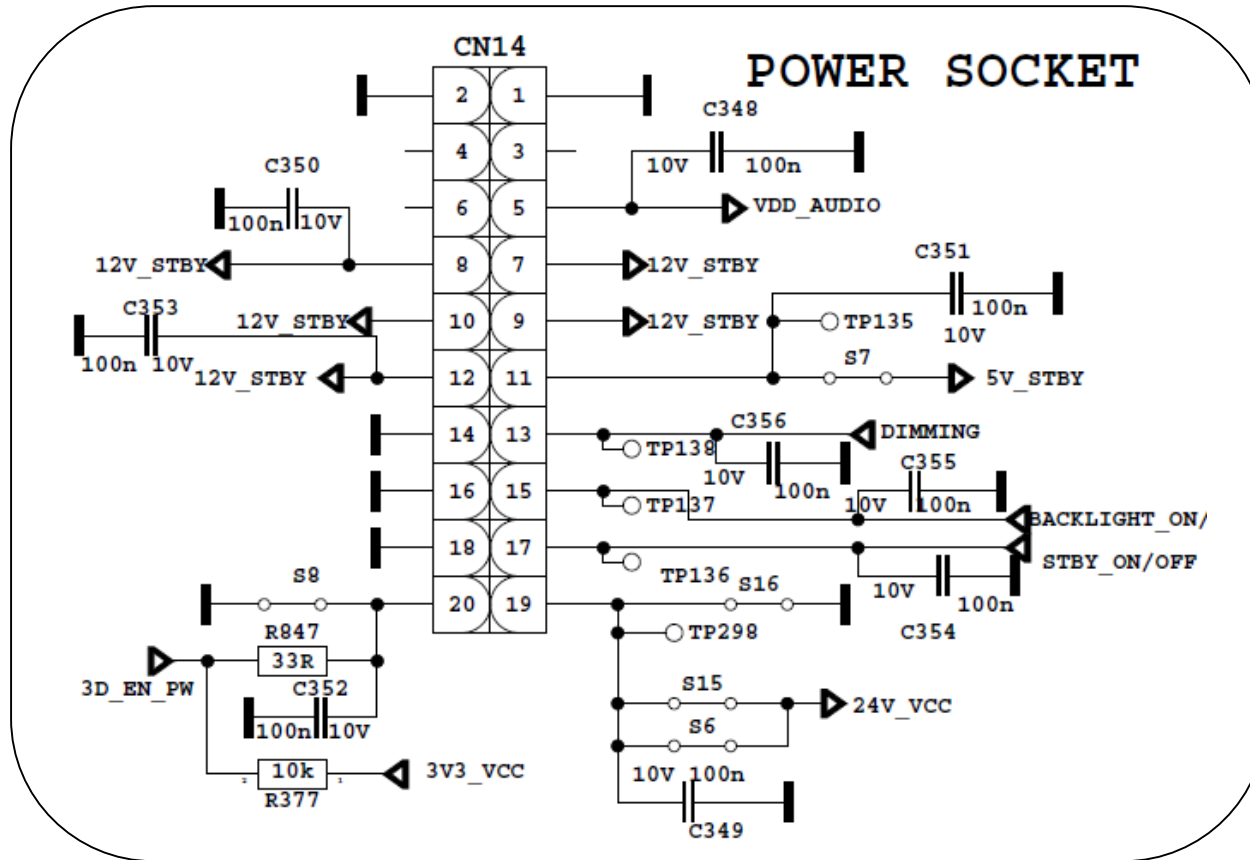 CN14
POWER SOCKET
2 1
C348
10V 100n
4 3
C350
100n 10V
6 5
VDD_AUDIO
12V_STBY
8 7
12V_STBY
C351
100n
10V
C353
100n 10V
12V_STBY
10 9
12V_STBY
TP135
S7
12V_STBY
12 11
5V_STBY
14 13
C356
DIMMING
TP138
10V 100n
C355
10V 100n
16 15
TP137
BACKLIGHT_ON/
18 17
STBY_ON/OFF
TP136
10V 100n
C354
S8
20 19
S16
R847
33R
TP298
3D_EN_PW
C352
100n 10V
S15
24V_VCC
S6
2 10k 1
3V3_VCC
R377
10V 100n
C349